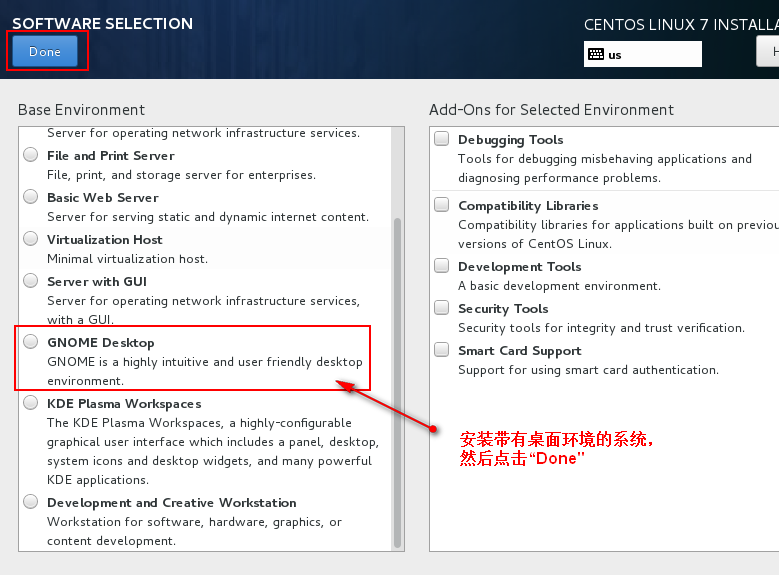 SOFTWARE SELECTION
CENTOS LINUX 7 INSTALLA
Done
us
H
Base Environment
Add-Ons for Selected Environment
Server for operating network infrastructure services.
File and Print Server
File, print, and storage server for enterprises.
Basic Web Server
Server for serving static and dynamic internet content.
Virtualization Host
Minimal virtualization host.
Server with GUI
Server for operating network infrastructure services,
with a GUI.
GNOME Desktop
GNOME is a highly intuitive and user friendly desktop
environment.
KDE Plasma Workspaces
The KDE Plasma Workspaces, a highly-configurable
graphical user interface which includes a panel, desktop,
system icons and desktop widgets, and many powerful
KDE applications.
Development and Creative Workstation
Workstation for software, hardware, graphics, or
content development.
Debugging Tools
Tools for debugging misbehaving applications and
diagnosing performance problems.
Compatibility Libraries
Compatibility libraries for applications built on previou
versions of CentOS Linux.
Development Tools
A basic development environment.
Security Tools
Security tools for integrity and trust verification.
Smart Card Support
Support for using smart card authentication.
安装带有桌面环境的系统，
然后点击“Done”